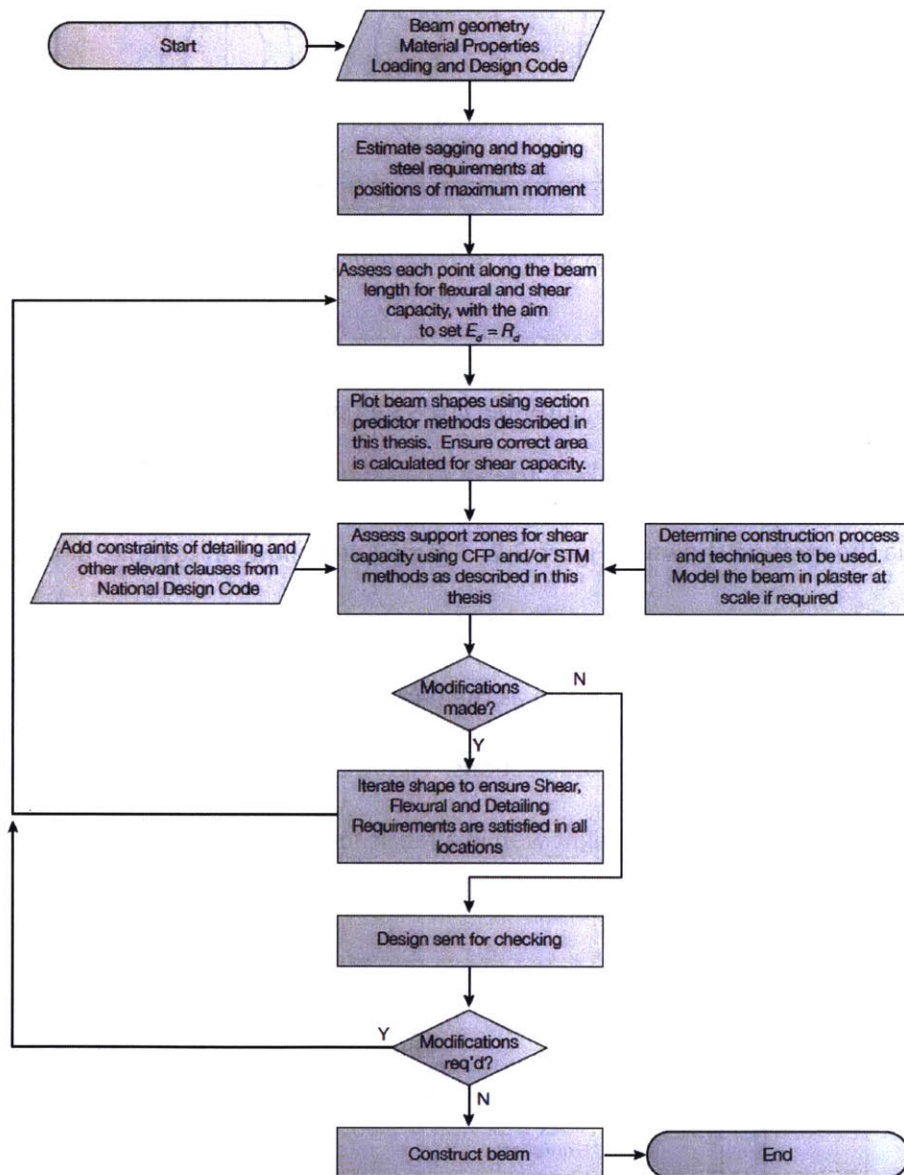 Start
Beam geometry
Material Properties
Loading and Design Code
Estimate sagging and hogging
steel requirements at
positions of maximum moment
Assess each point along the beam
length for flexural and shear
capacity, with the aim
to set E_d = R_d
Plot beam shapes using section
predictor methods described in
this thesis. Ensure correct area
is calculated for shear capacity.
Add constraints of detailing and
other relevant clauses from
National Design Code
Assess support zones for shear
capacity using CFP and/or STM
methods as described in this
thesis
Determine construction process
and techniques to be used.
Model the beam in plaster at
scale if required
Modifications
made?
N
Y
Iterate shape to ensure Shear,
Flexural and Detailing
Requirements are satisfied in all
locations
Design sent for checking
Modifications
req'd?
Y
N
Construct beam
End